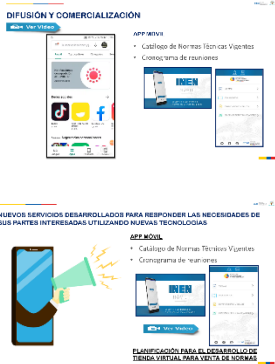 DIFUSIÓN Y COMERCIALIZACIÓN
Ver Video
APP MÓVIL
• Catálogo de Normas Técnicas Vigentes
• Cronograma de reuniones
INEN
NUEVOS SERVICIOS DESARROLLADOS PARA RESPONDER LAS NECESIDADES DE
SUS PARTES INTERESADAS UTILIZANDO NUEVAS TECNOLOGIAS
APP MÓVIL
• Catálogo de Normas Técnicas Vigentes
• Cronograma de reuniones
INEN
Ver Video
PLANIFICACIÓN PARA EL DESARROLLO DE
TIENDA VIRTUAL PARA VENTA DE NORMAS